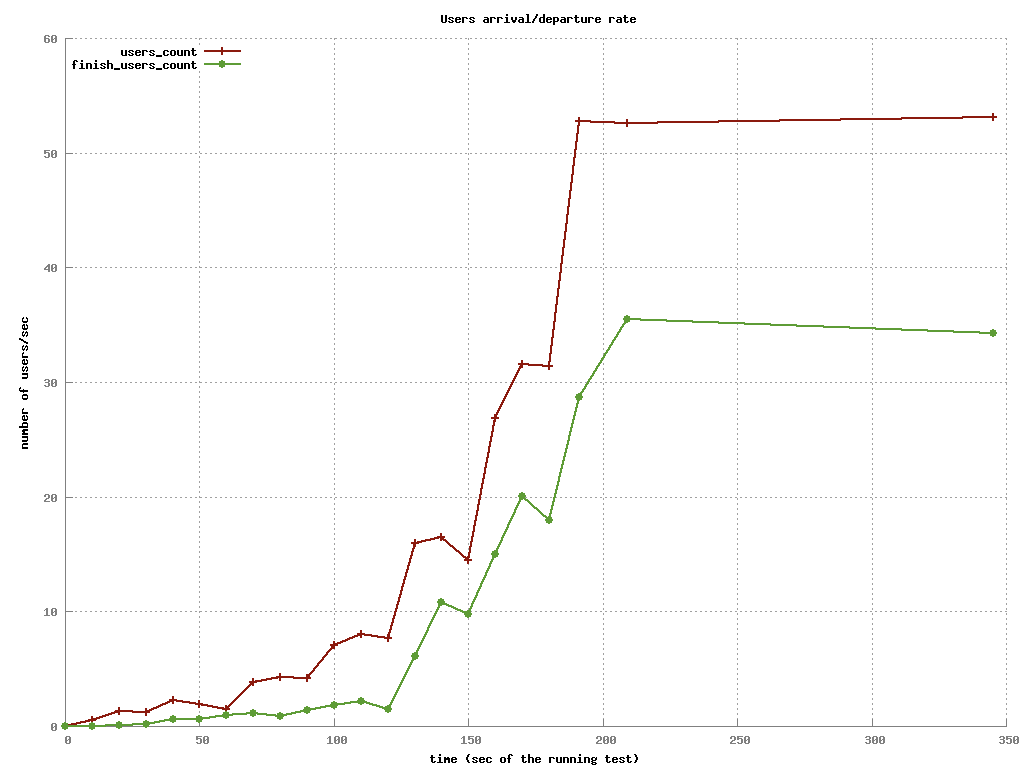 Users arrival/departure rate
users_count
finish_users_count
60
50
40
30
20
10
0
number of users/sec
0 50 100 150 200 250 300 350
time (sec of the running test)